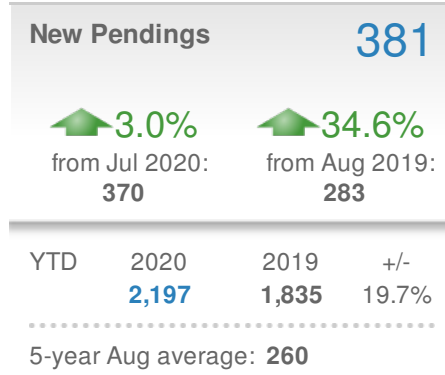 New Pendings 381
3.0% 34.6%
from Jul 2020: from Aug 2019:
370 283
YTD 2020 2019 +/-
2,197 1,835 19.7%
5-year Aug average: 260